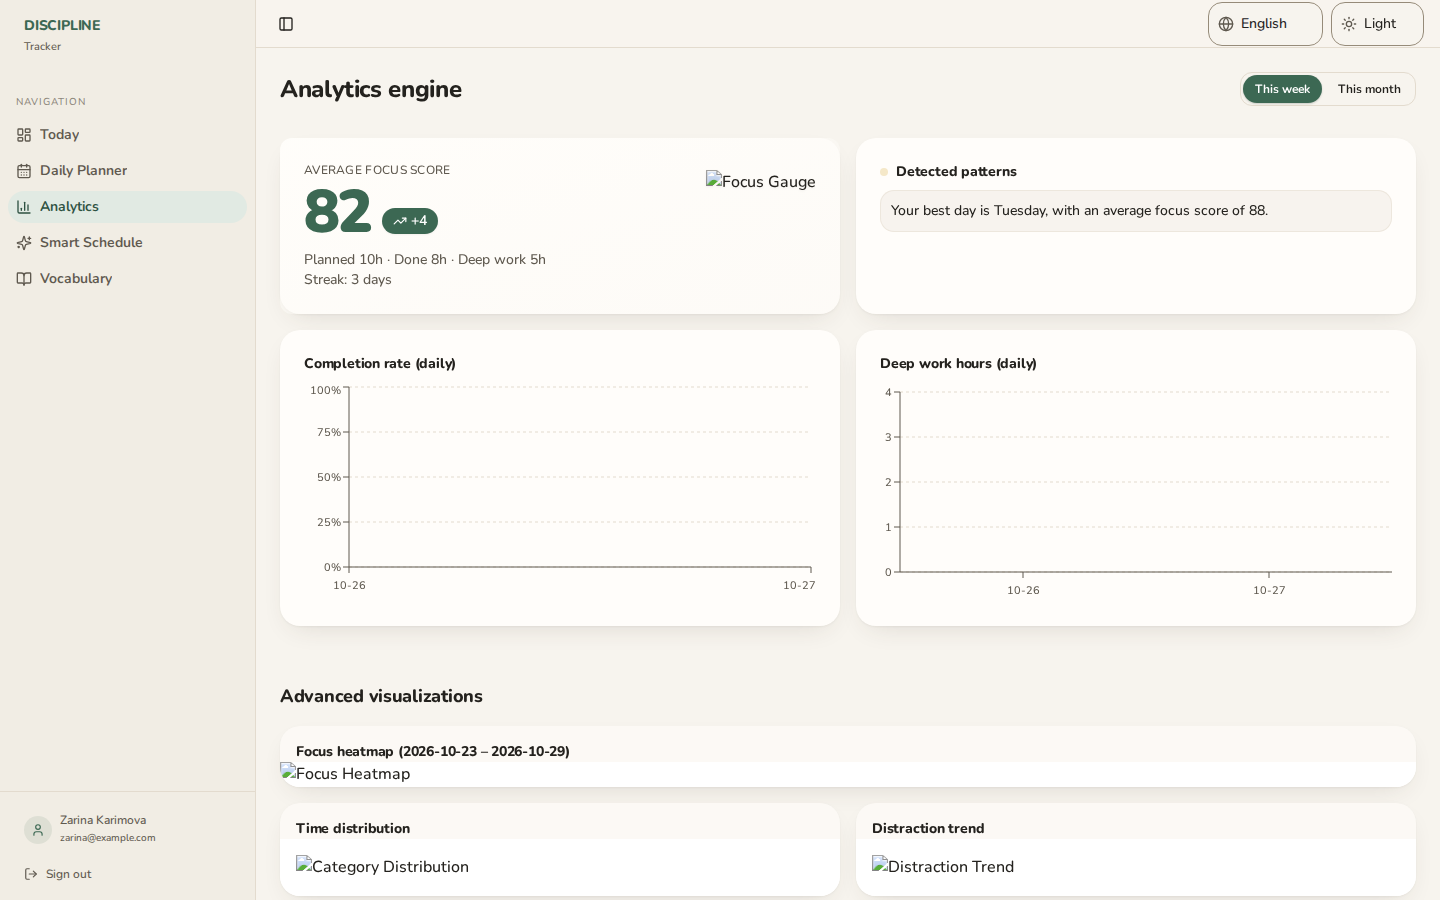 DISCIPLINE
Tracker
NAVIGATION
Today
Daily Planner
Analytics
Smart Schedule
Vocabulary
Zarina Karimova
zarina@example.com
Sign out
English
Light
Analytics engine
This week
This month
AVERAGE FOCUS SCORE
82
+4
Planned 10h · Done 8h · Deep work 5h
Streak: 3 days
Focus Gauge
Detected patterns
Your best day is Tuesday, with an average focus score of 88.
Completion rate (daily)
100%
75%
50%
25%
0%
10-26
10-27
Deep work hours (daily)
4
3
2
1
0
10-26
10-27
Advanced visualizations
Focus heatmap (2026-10-23 – 2026-10-29)
Focus Heatmap
Time distribution
Category Distribution
Distraction trend
Distraction Trend